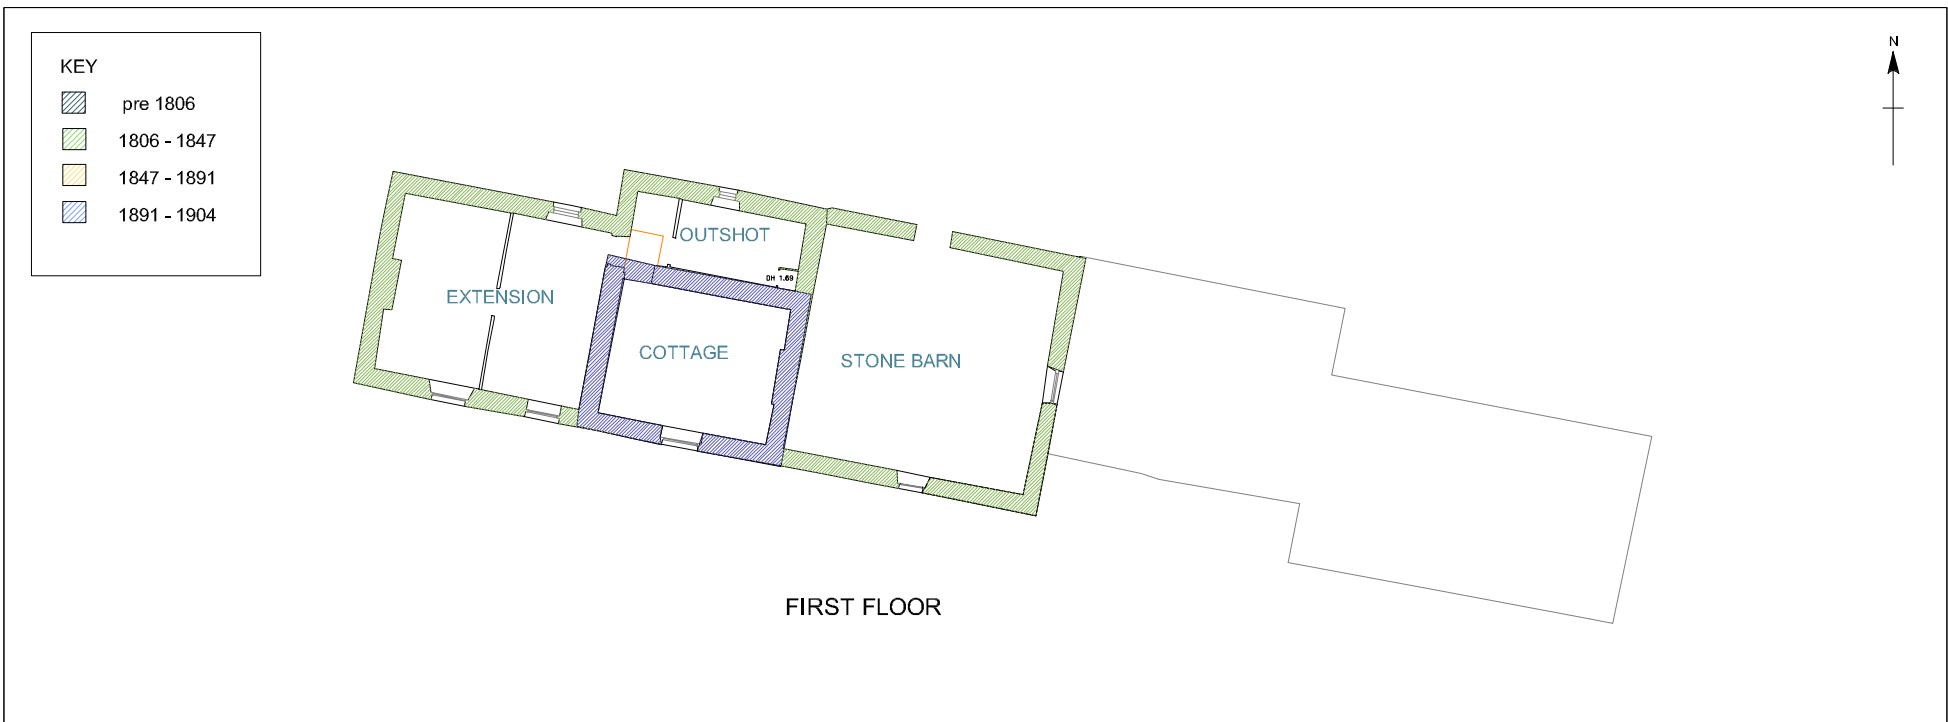 KEY
pre 1806
1806 - 1847
1847 - 1891
1891 - 1904
N
OUTSHOT
DH 1.69
EXTENSION
COTTAGE
STONE BARN
FIRST FLOOR